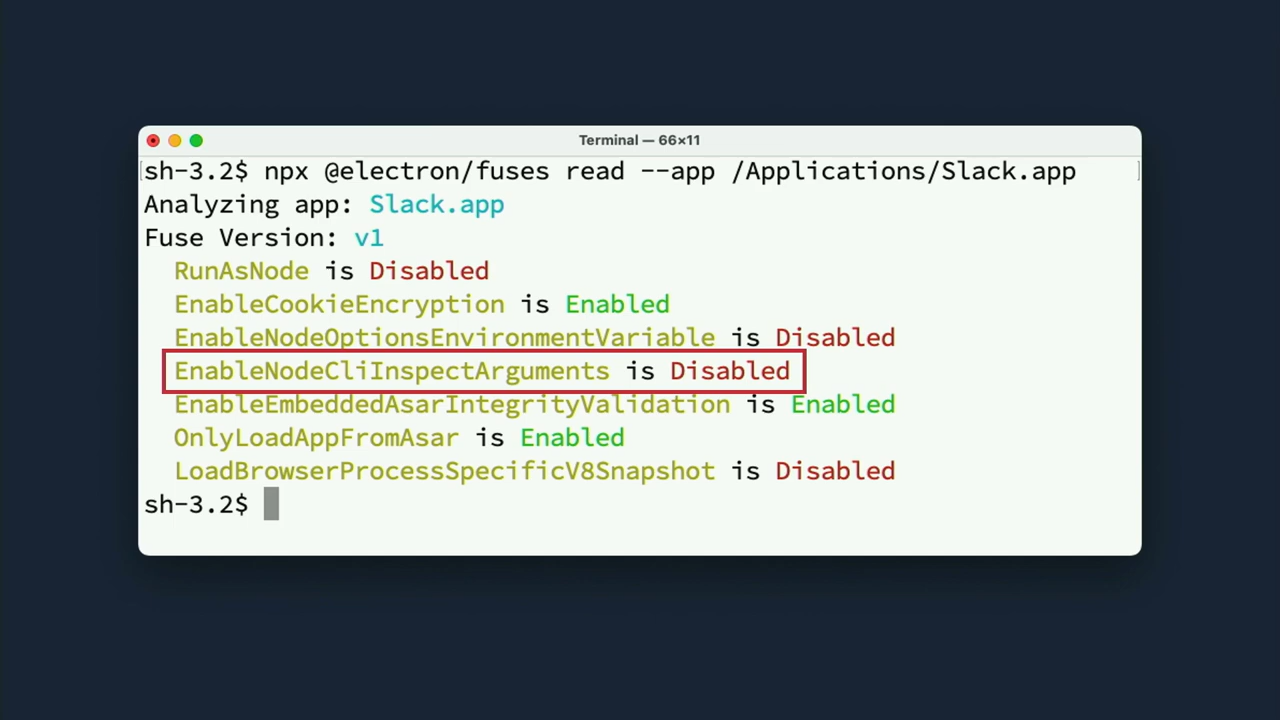 Terminal — 66×11
sh-3.2$ npx @electron/fuses read --app /Applications/Slack.app
Analyzing app: Slack.app
Fuse Version: v1
RunAsNode is Disabled
EnableCookieEncryption is Enabled
EnableNodeOptionsEnvironmentVariable is Disabled
EnableNodeCliInspectArguments is Disabled
EnableEmbeddedAsarIntegrityValidation is Enabled
OnlyLoadAppFromAsar is Enabled
LoadBrowserProcessSpecificV8Snapshot is Disabled
sh-3.2$